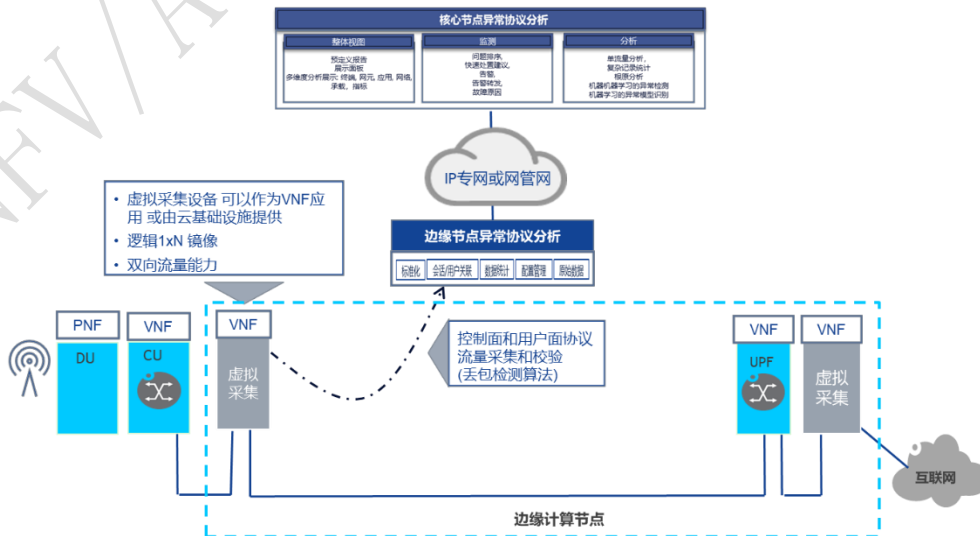 核心节点异常协议分析
整体视图
预定义报告
展示面板
多维度分析展示: 终端, 网元, 应用, 网络,
承载, 指标
监测
问题排序,
快速处置建议,
告警,
告警转发,
故障原因
分析
单流量分析,
复杂记录统计
根原分析
机器机器学习的异常检测
机器学习的异常模型识别
IP专网或网管网
边缘节点异常协议分析
标准化
会话/用户关联
数据统计
配置管理
原始数据
• 虚拟采集设备 可以作为VNF应
用 或由云基础设施提供
• 逻辑1xN 镜像
• 双向流量能力
控制面和用户面协议
流量采集和校验
(丢包检测算法)
PNF
DU
VNF
CU
VNF
虚拟
采集
VNF
UPF
VNF
虚拟
采集
互联网
边缘计算节点
NFV/A